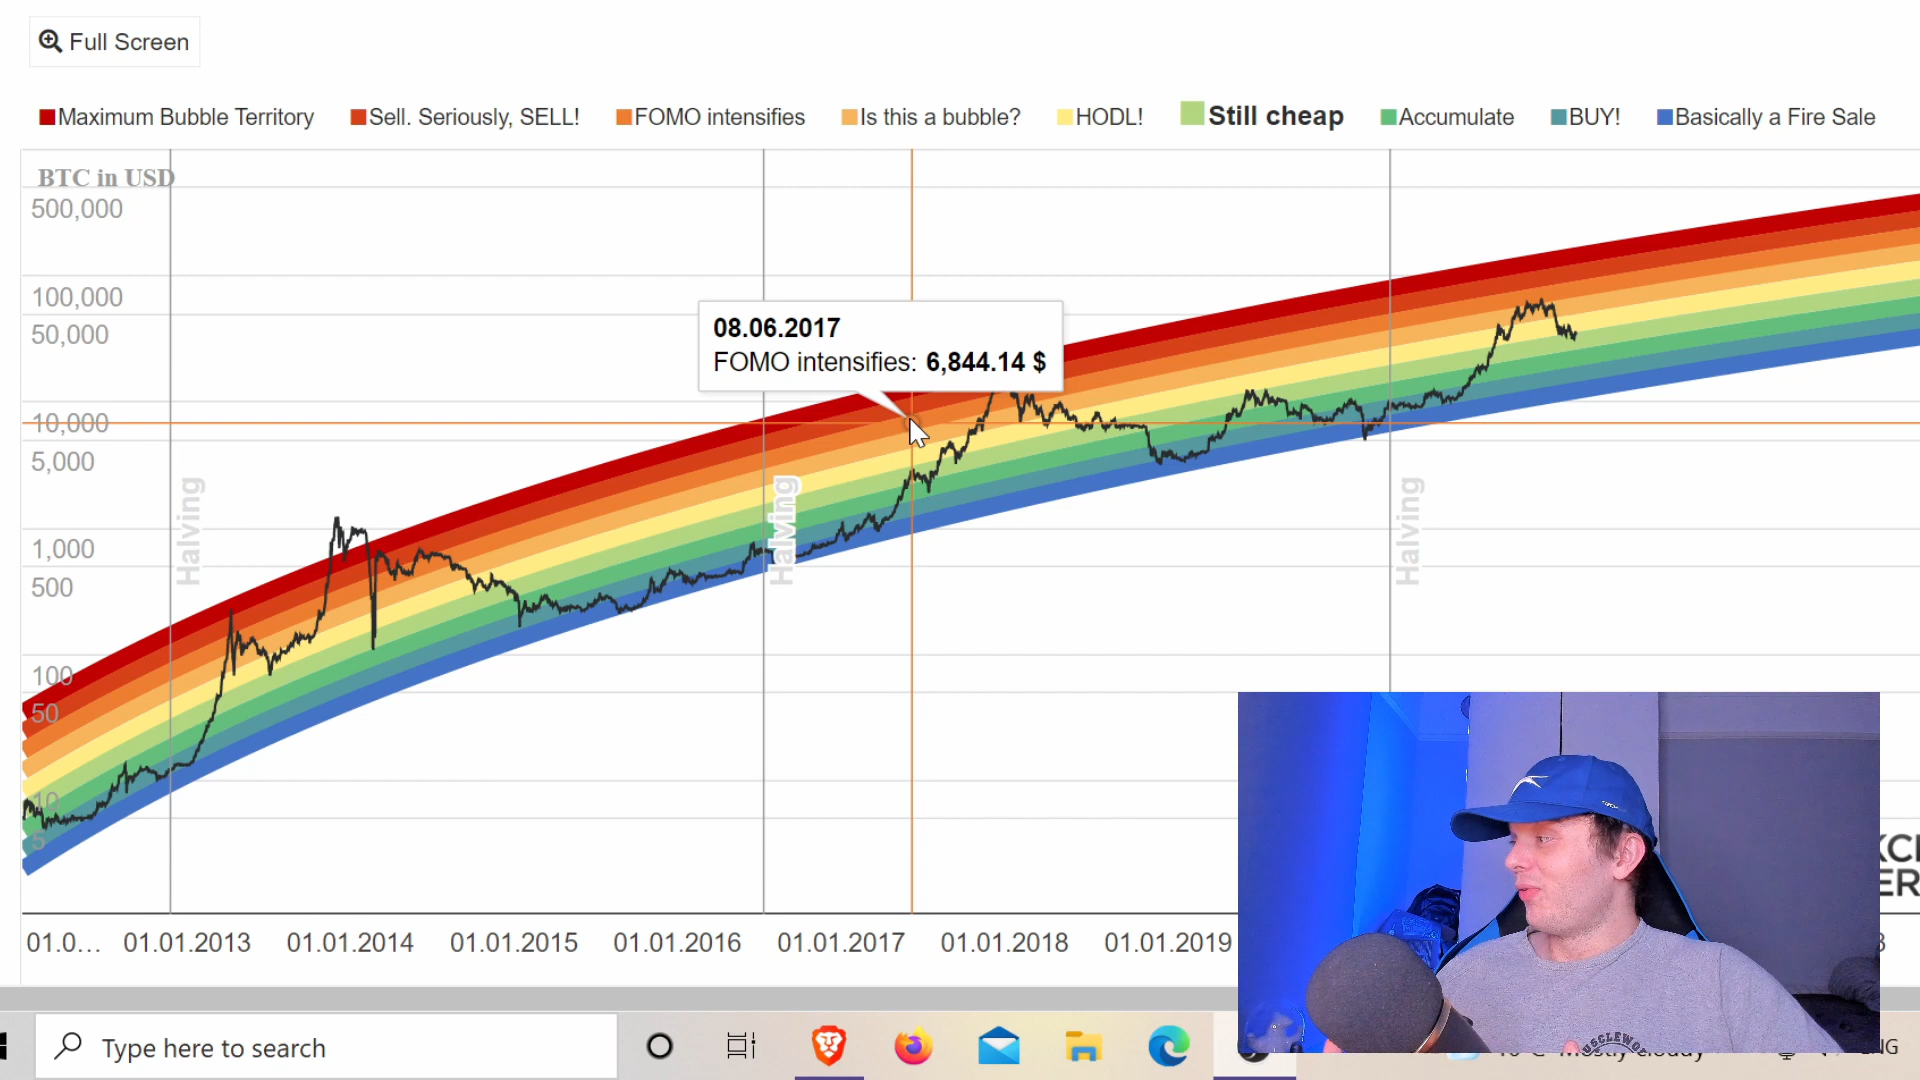 Full Screen
Maximum Bubble Territory Sell. Seriously, SELL! FOMO intensifies Is this a bubble? HODL! Still cheap Accumulate BUY! Basically a Fire Sale
BTC in USD
500,000
100,000
50,000
10,000
5,000
1,000
500
100
50
10
5
08.06.2017
FOMO intensifies: 6,844.14 $
Halving
Halving
Halving
01.0... 01.01.2013 01.01.2014 01.01.2015 01.01.2016 01.01.2017 01.01.2018 01.01.2019
Type here to search